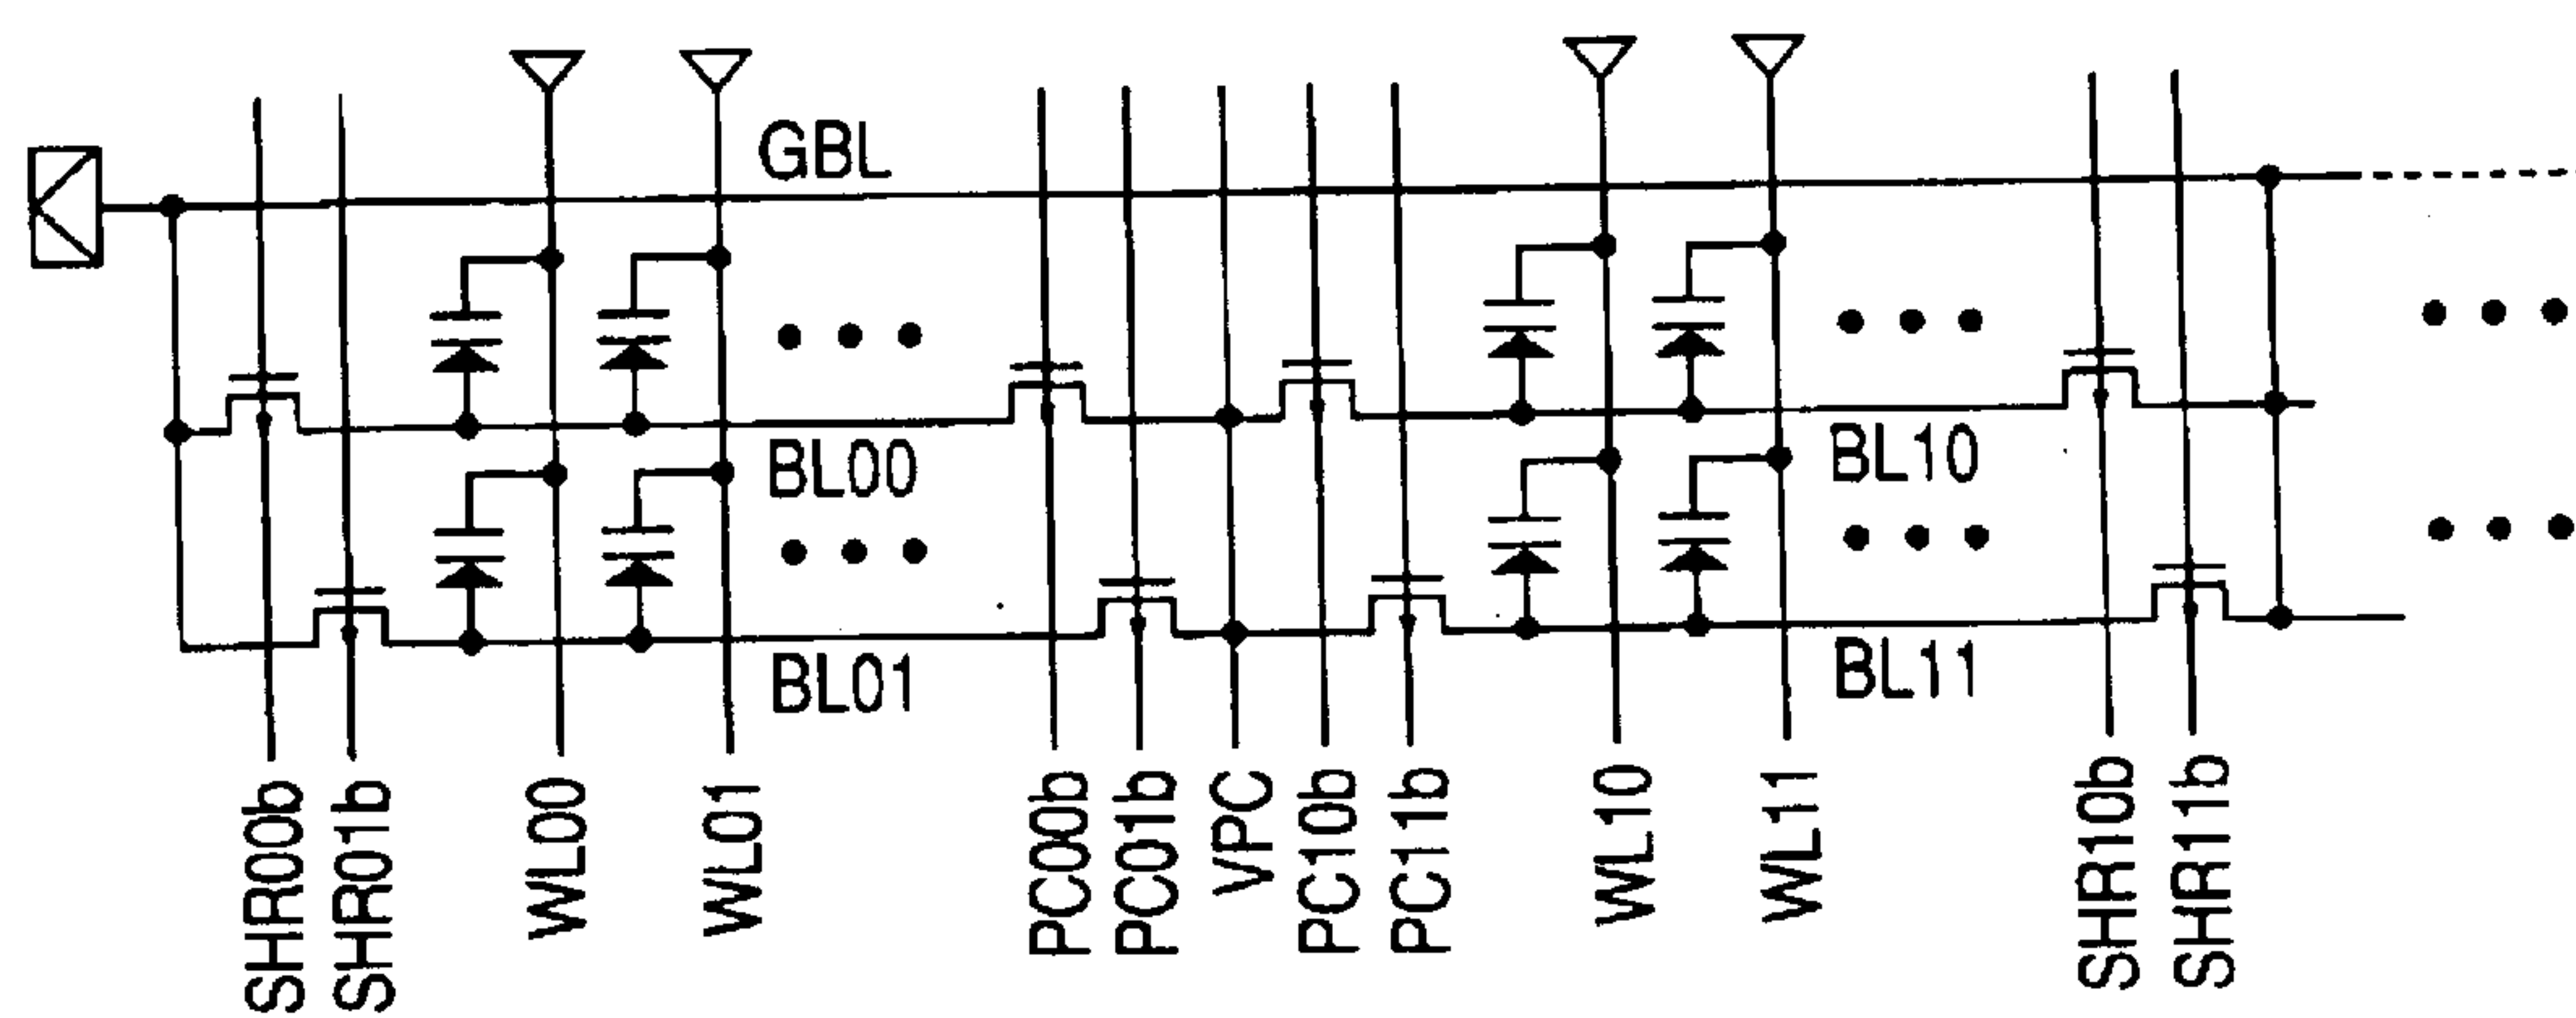 GBL
BL00
BL10
BL01
BL11
SHR00b
SHR01b
WL00
WL01
PC00b
PC01b
VPC
PC10b
PC11b
WL10
WL11
SHR10b
SHR11b